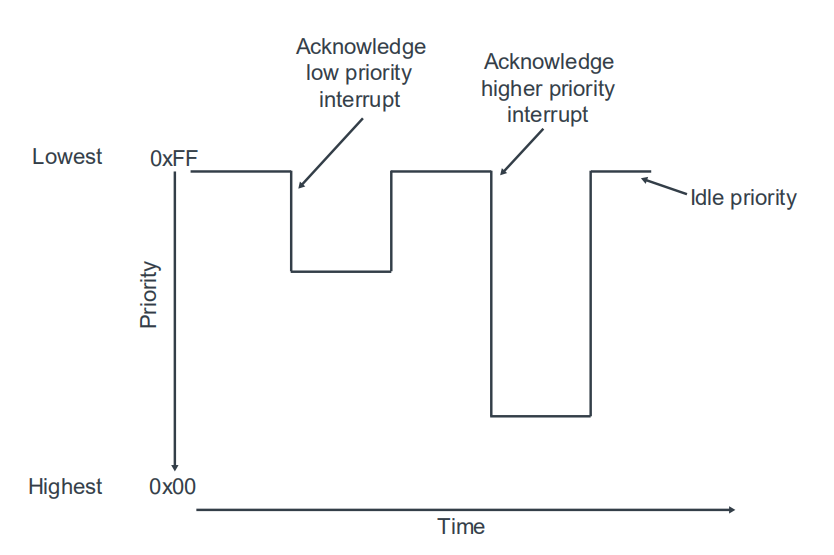 Acknowledge
low priority
interrupt
Acknowledge
higher priority
interrupt
Lowest
0xFF
Idle priority
Priority
Highest
0x00
Time